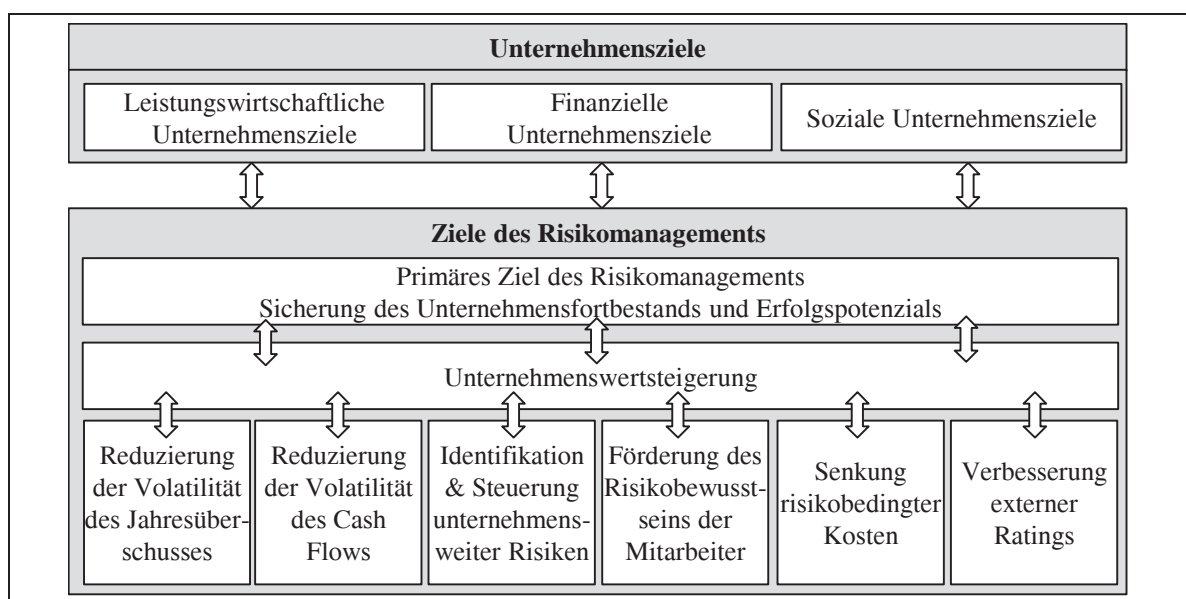 Unternehmensziele
Leistungswirtschaftliche
Unternehmensziele
Finanzielle
Unternehmensziele
Soziale Unternehmensziele
Ziele des Risikomanagements
Primäres Ziel des Risikomanagements
Sicherung des Unternehmensfortbestands und Erfolgspotenzials
Unternehmenswertsteigerung
Reduzierung
der Volatilität
des Jahresüber-
schusses
Reduzierung
der Volatilität
des Cash
Flows
Identifikation
& Steuerung
unternehmens-
weiter Risiken
Förderung des
Risikobewusst-
seins der
Mitarbeiter
Senkung
risikobedingter
Kosten
Verbesserung
externer
Ratings